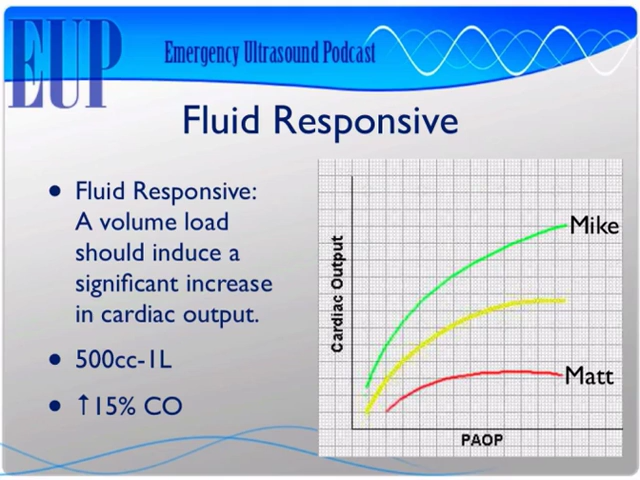 EUP
Emergency Ultrasound Podcast
Fluid Responsive
• Fluid Responsive:
A volume load
should induce a
significant increase
in cardiac output.
• 500cc-1L
• ↑15% CO
Cardiac Output
Mike
Matt
PAOP